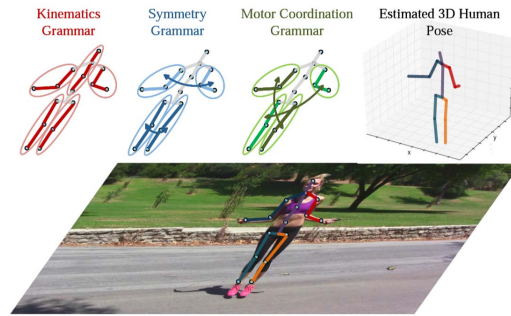 Kinematics
Grammar
Symmetry
Grammar
Motor Coordination
Grammar
Estimated 3D Human
Pose
x
y